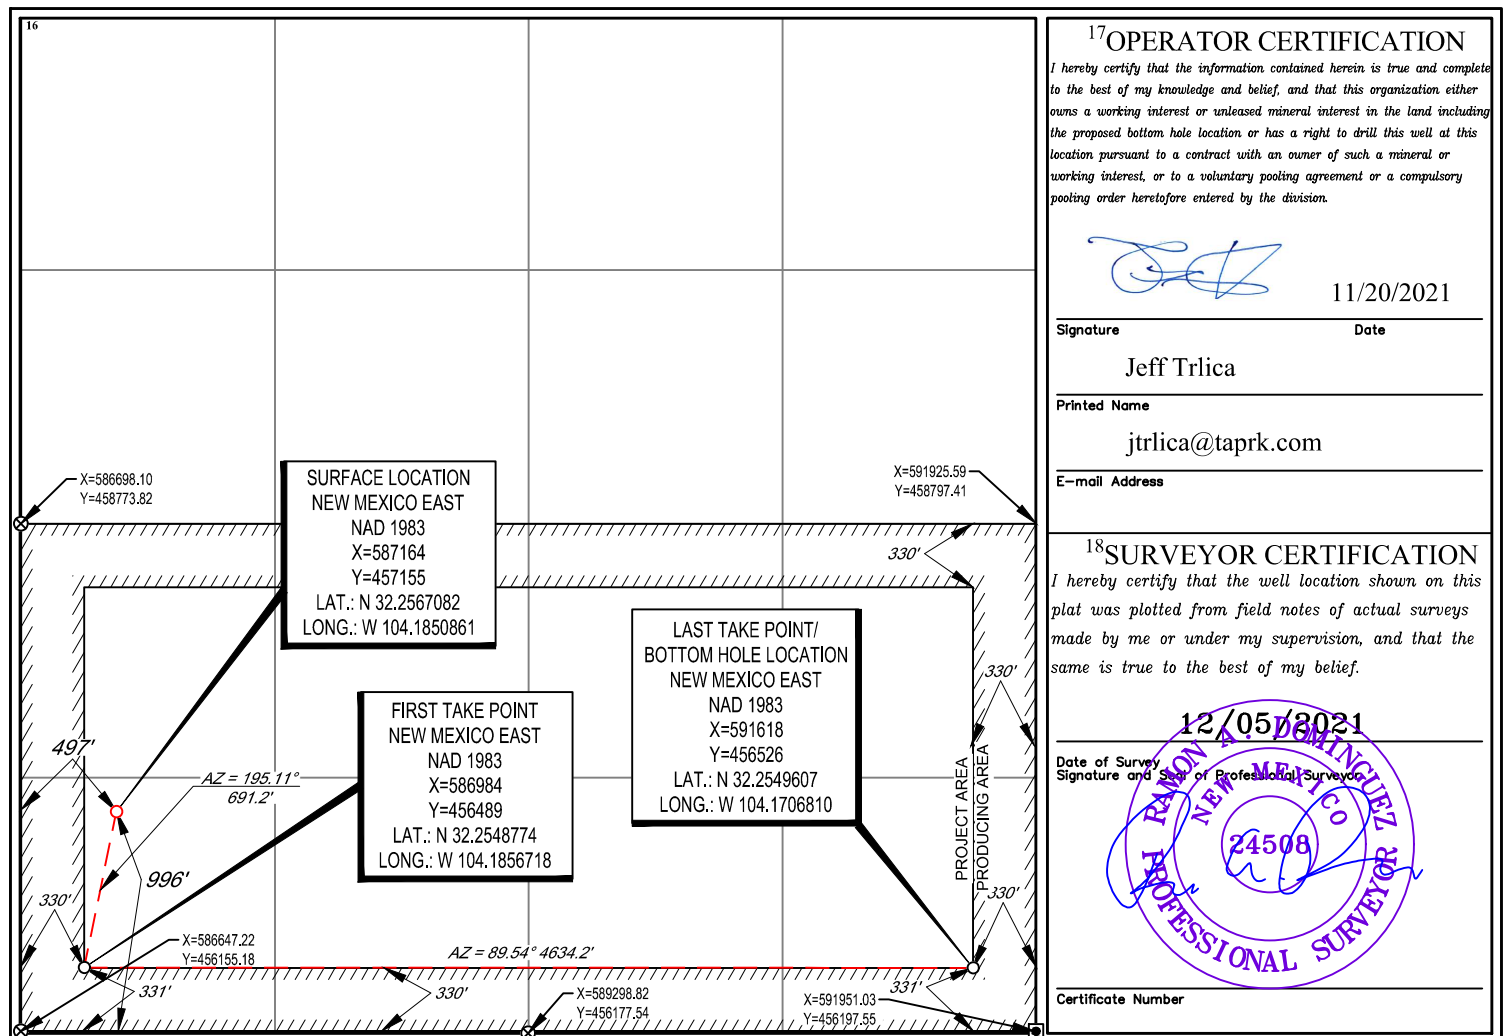 16
X=586698.10
Y=458773.82
X=591925.59
Y=458797.41
SURFACE LOCATION
NEW MEXICO EAST
NAD 1983
X=587164
Y=457155
LAT.: N 32.2567082
LONG.: W 104.1850861
330'
LAST TAKE POINT/
BOTTOM HOLE LOCATION
NEW MEXICO EAST
NAD 1983
X=591618
Y=456526
LAT.: N 32.2549607
LONG.: W 104.1706810
330'
FIRST TAKE POINT
NEW MEXICO EAST
NAD 1983
X=586984
Y=456489
LAT.: N 32.2548774
LONG.: W 104.1856718
497'
AZ = 195.11°
691.2'
PROJECT AREA
PRODUCING AREA
996'
330'
330'
X=586647.22
Y=456155.18
AZ = 89.54° 4634.2'
331'
330'
X=589298.82
Y=456177.54
X=591951.03
Y=456197.55
331'
17OPERATOR CERTIFICATION
I hereby certify that the information contained herein is true and complete
to the best of my knowledge and belief, and that this organization either
owns a working interest or unleased mineral interest in the land including
the proposed bottom hole location or has a right to drill this well at this
location pursuant to a contract with an owner of such a mineral or
working interest, or to a voluntary pooling agreement or a compulsory
pooling order heretofore entered by the division.
11/20/2021
Signature Date
Jeff Trlica
Printed Name
jtrlica@taprk.com
E-mail Address
18SURVEYOR CERTIFICATION
I hereby certify that the well location shown on this
plat was plotted from field notes of actual surveys
made by me or under my supervision, and that the
same is true to the best of my belief.
12/05/2021
Date of Survey
Signature and Seal of Professional Surveyor
RAMON A. DOMINGUEZ
NEW MEXICO
24508
PROFESSIONAL SURVEYOR
Certificate Number